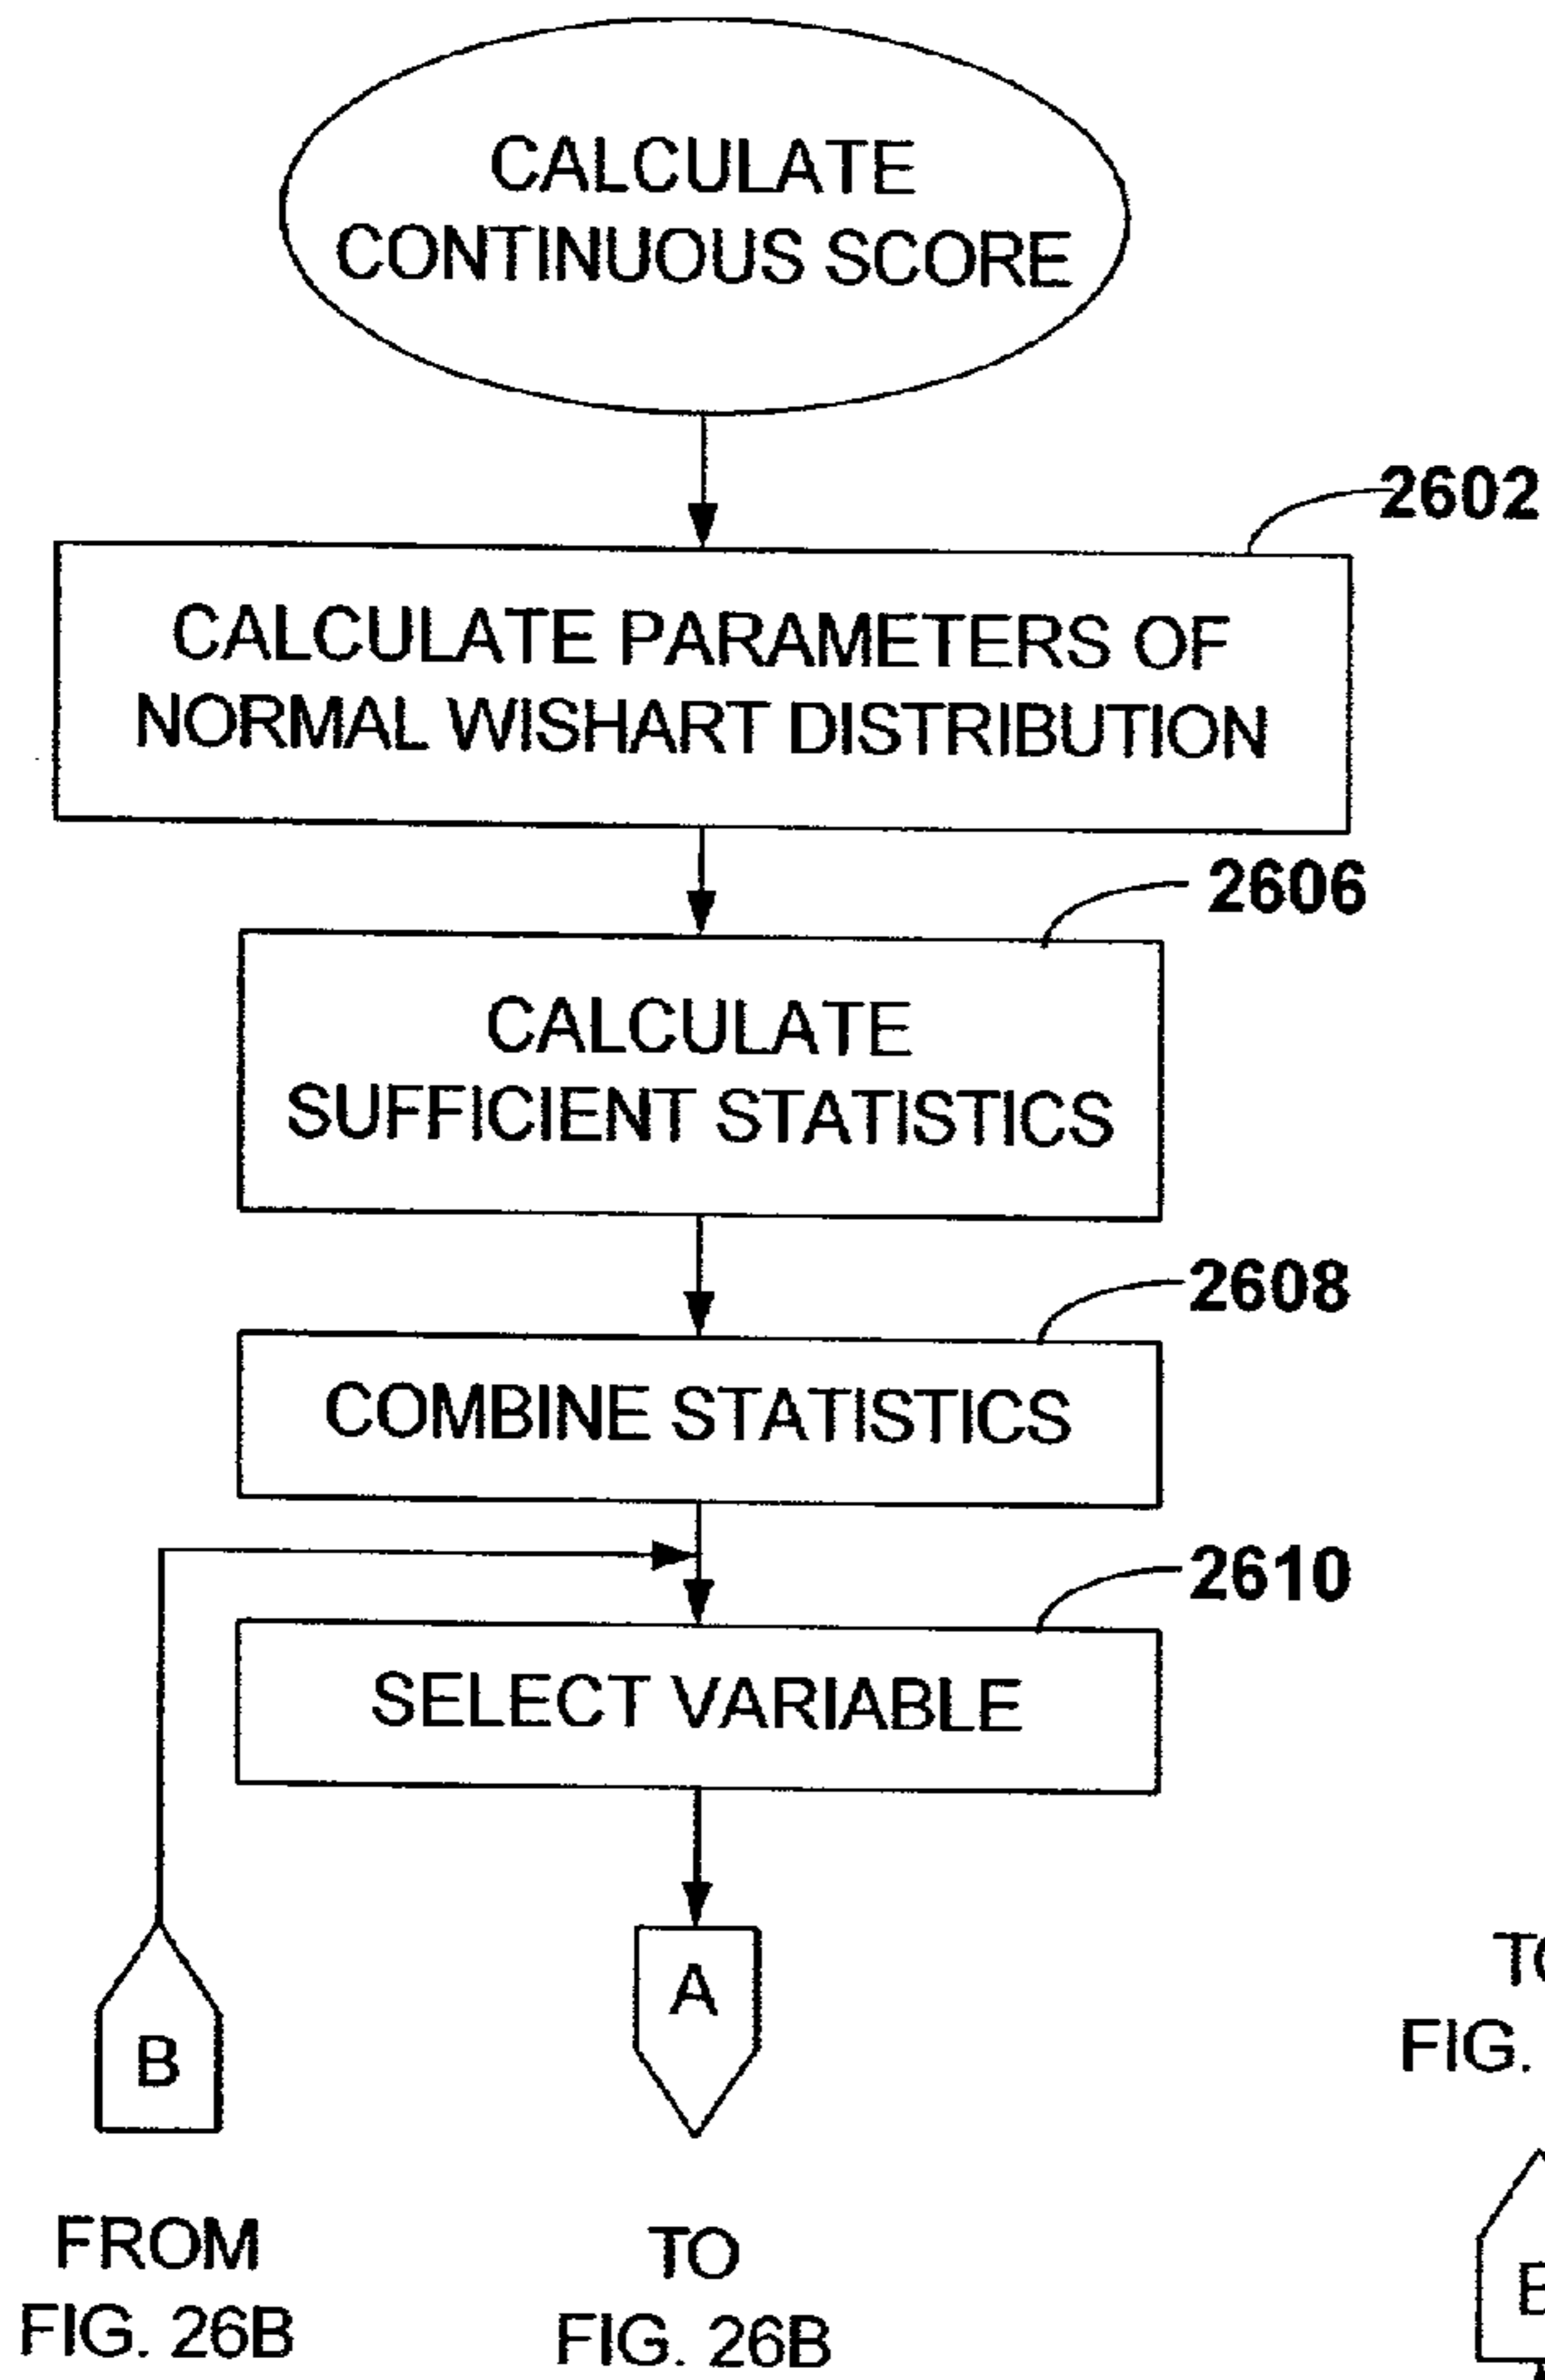 CALCULATE
CONTINUOUS SCORE
2602
CALCULATE PARAMETERS OF
NORMAL WISHART DISTRIBUTION
2606
CALCULATE
SUFFICIENT STATISTICS
2608
COMBINE STATISTICS
2610
SELECT VARIABLE
A
B
FROM
FIG. 26B
TO
FIG. 26B
FIG.